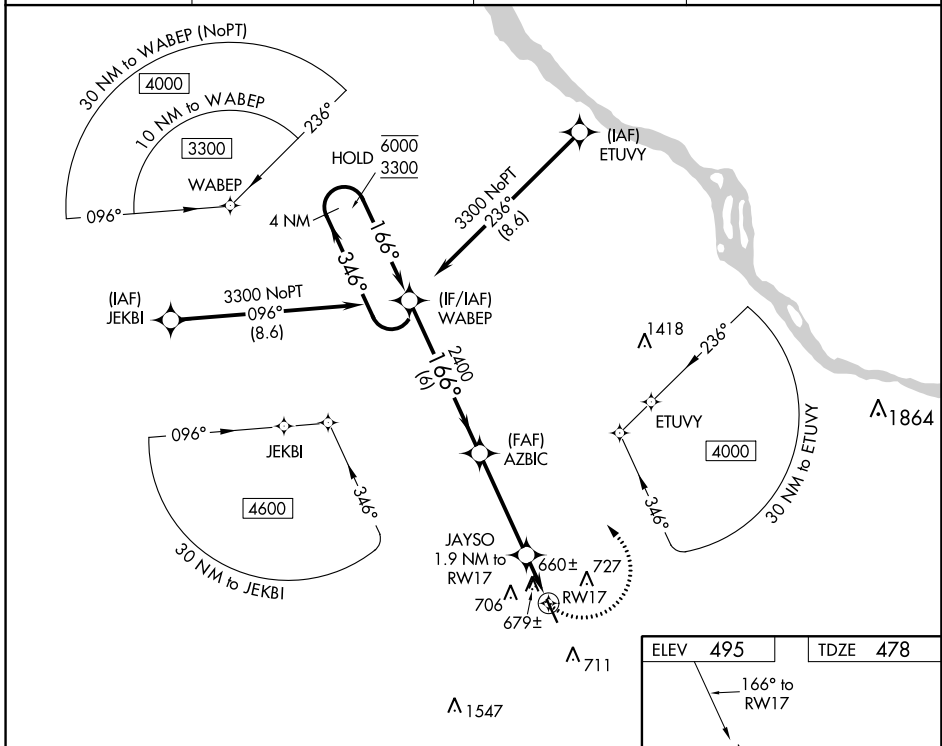 30 NM to WABEP (NoPT)
4000
10 NM to WABEP
3300
236°
WABEP
096°
HOLD
6000
3300
4 NM
166°
346°
(IAF)
ETUVY
3300 NoPT
236°
(8.6)
(IAF)
JEKBI
3300 NoPT
096°
(8.6)
(IF/IAF)
WABEP
2400
166°
(6)
1418
236°
ETUVY
4000
346°
30 NM to ETUVY
1864
096°
JEKBI
4600
346°
30 NM to JEKBI
(FAF)
AZBIC
JAYSO
1.9 NM to
RW17
660±
727
706
RW17
679±
711
1547
ELEV 495
TDZE 478
166° to
RW17